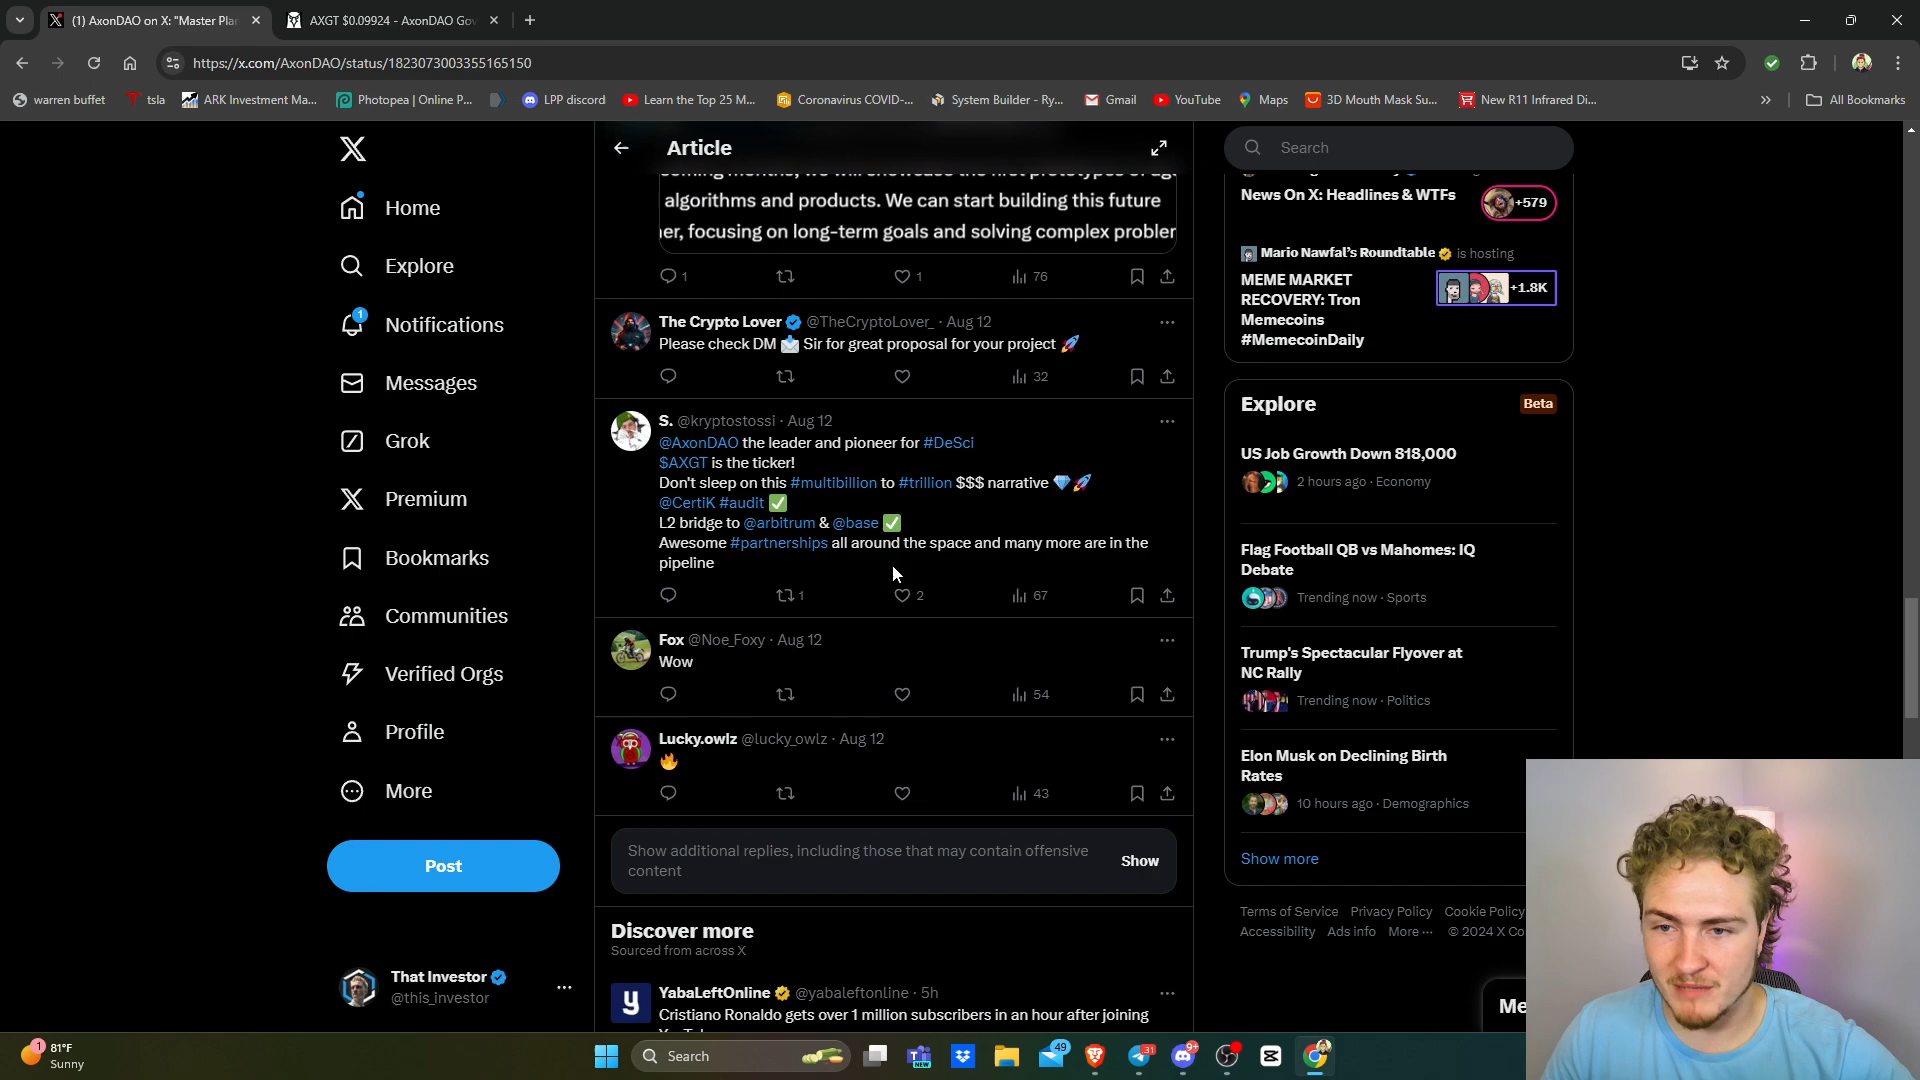 (1) AxonDAO on X: "Master Plan
AXGT $0.09924 - AxonDAO Gov
https://x.com/AxonDAO/status/1823073003355165150
warren buffet
tsla
ARK Investment Ma...
Photopea | Online P...
LPP discord
Learn the Top 25 M...
Coronavirus COVID-...
System Builder - Ry...
Gmail
YouTube
Maps
3D Mouth Mask Su...
New R11 Infrared Di...
All Bookmarks
Home
Explore
1
Notifications
Messages
Grok
Premium
Bookmarks
Communities
Verified Orgs
Profile
More
Post
That Investor
@this_investor
Article
algorithms and products. We can start building this future
er, focusing on long-term goals and solving complex probler
1
1
76
The Crypto Lover @TheCryptoLover_ · Aug 12
Please check DM 📩 Sir for great proposal for your project 🚀
32
S. @kryptostossi · Aug 12
@AxonDAO the leader and pioneer for #DeSci
$AXGT is the ticker!
Don't sleep on this #multibillion to #trillion $$$ narrative 💎🚀
@CertiK #audit ✅
L2 bridge to @arbitrum & @base ✅
Awesome #partnerships all around the space and many more are in the
pipeline
1
2
67
Fox @Noe_Foxy · Aug 12
Wow
54
Lucky.owlz @lucky_owlz · Aug 12
🔥
43
Show additional replies, including those that may contain offensive
content
Show
Discover more
Sourced from across X
YabaLeftOnline @yabaleftonline · 5h
Cristiano Ronaldo gets over 1 million subscribers in an hour after joining
Search
News On X: Headlines & WTFs
+579
Mario Nawfal's Roundtable is hosting
MEME MARKET
RECOVERY: Tron
Memecoins
#MemecoinDaily
+1.8K
Explore
Beta
US Job Growth Down 818,000
2 hours ago · Economy
Flag Football QB vs Mahomes: IQ
Debate
Trending now · Sports
Trump's Spectacular Flyover at
NC Rally
Trending now · Politics
Elon Musk on Declining Birth
Rates
10 hours ago · Demographics
Show more
Terms of Service Privacy Policy Cookie Policy
Accessibility Ads info More ··· © 2024 X Co
Me
1
81°F
Sunny
Search
NEW
49
31
9+